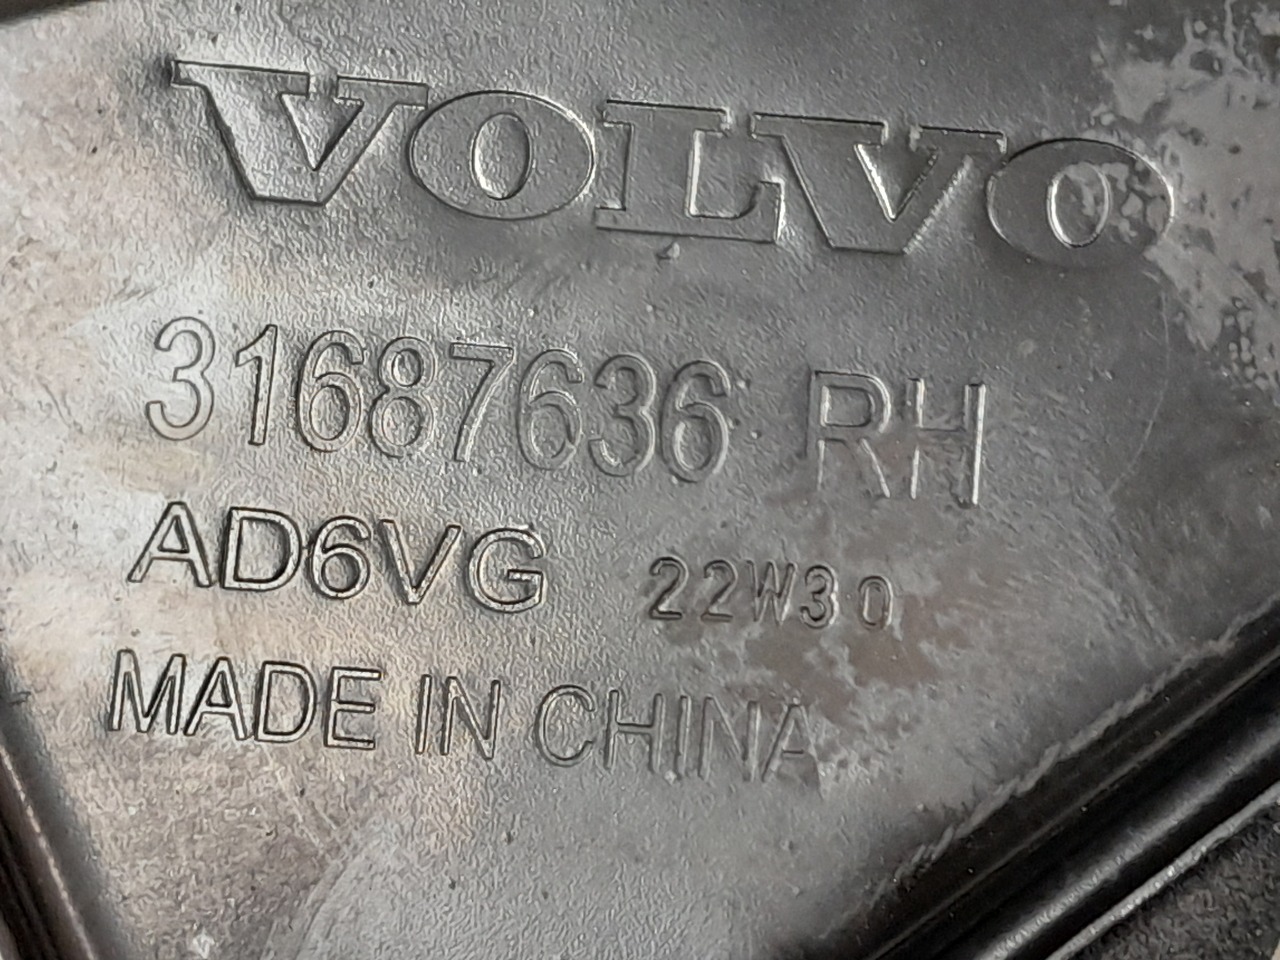 VOLVO
31687636 RH
AD6VG 22W30
MADE IN CHINA